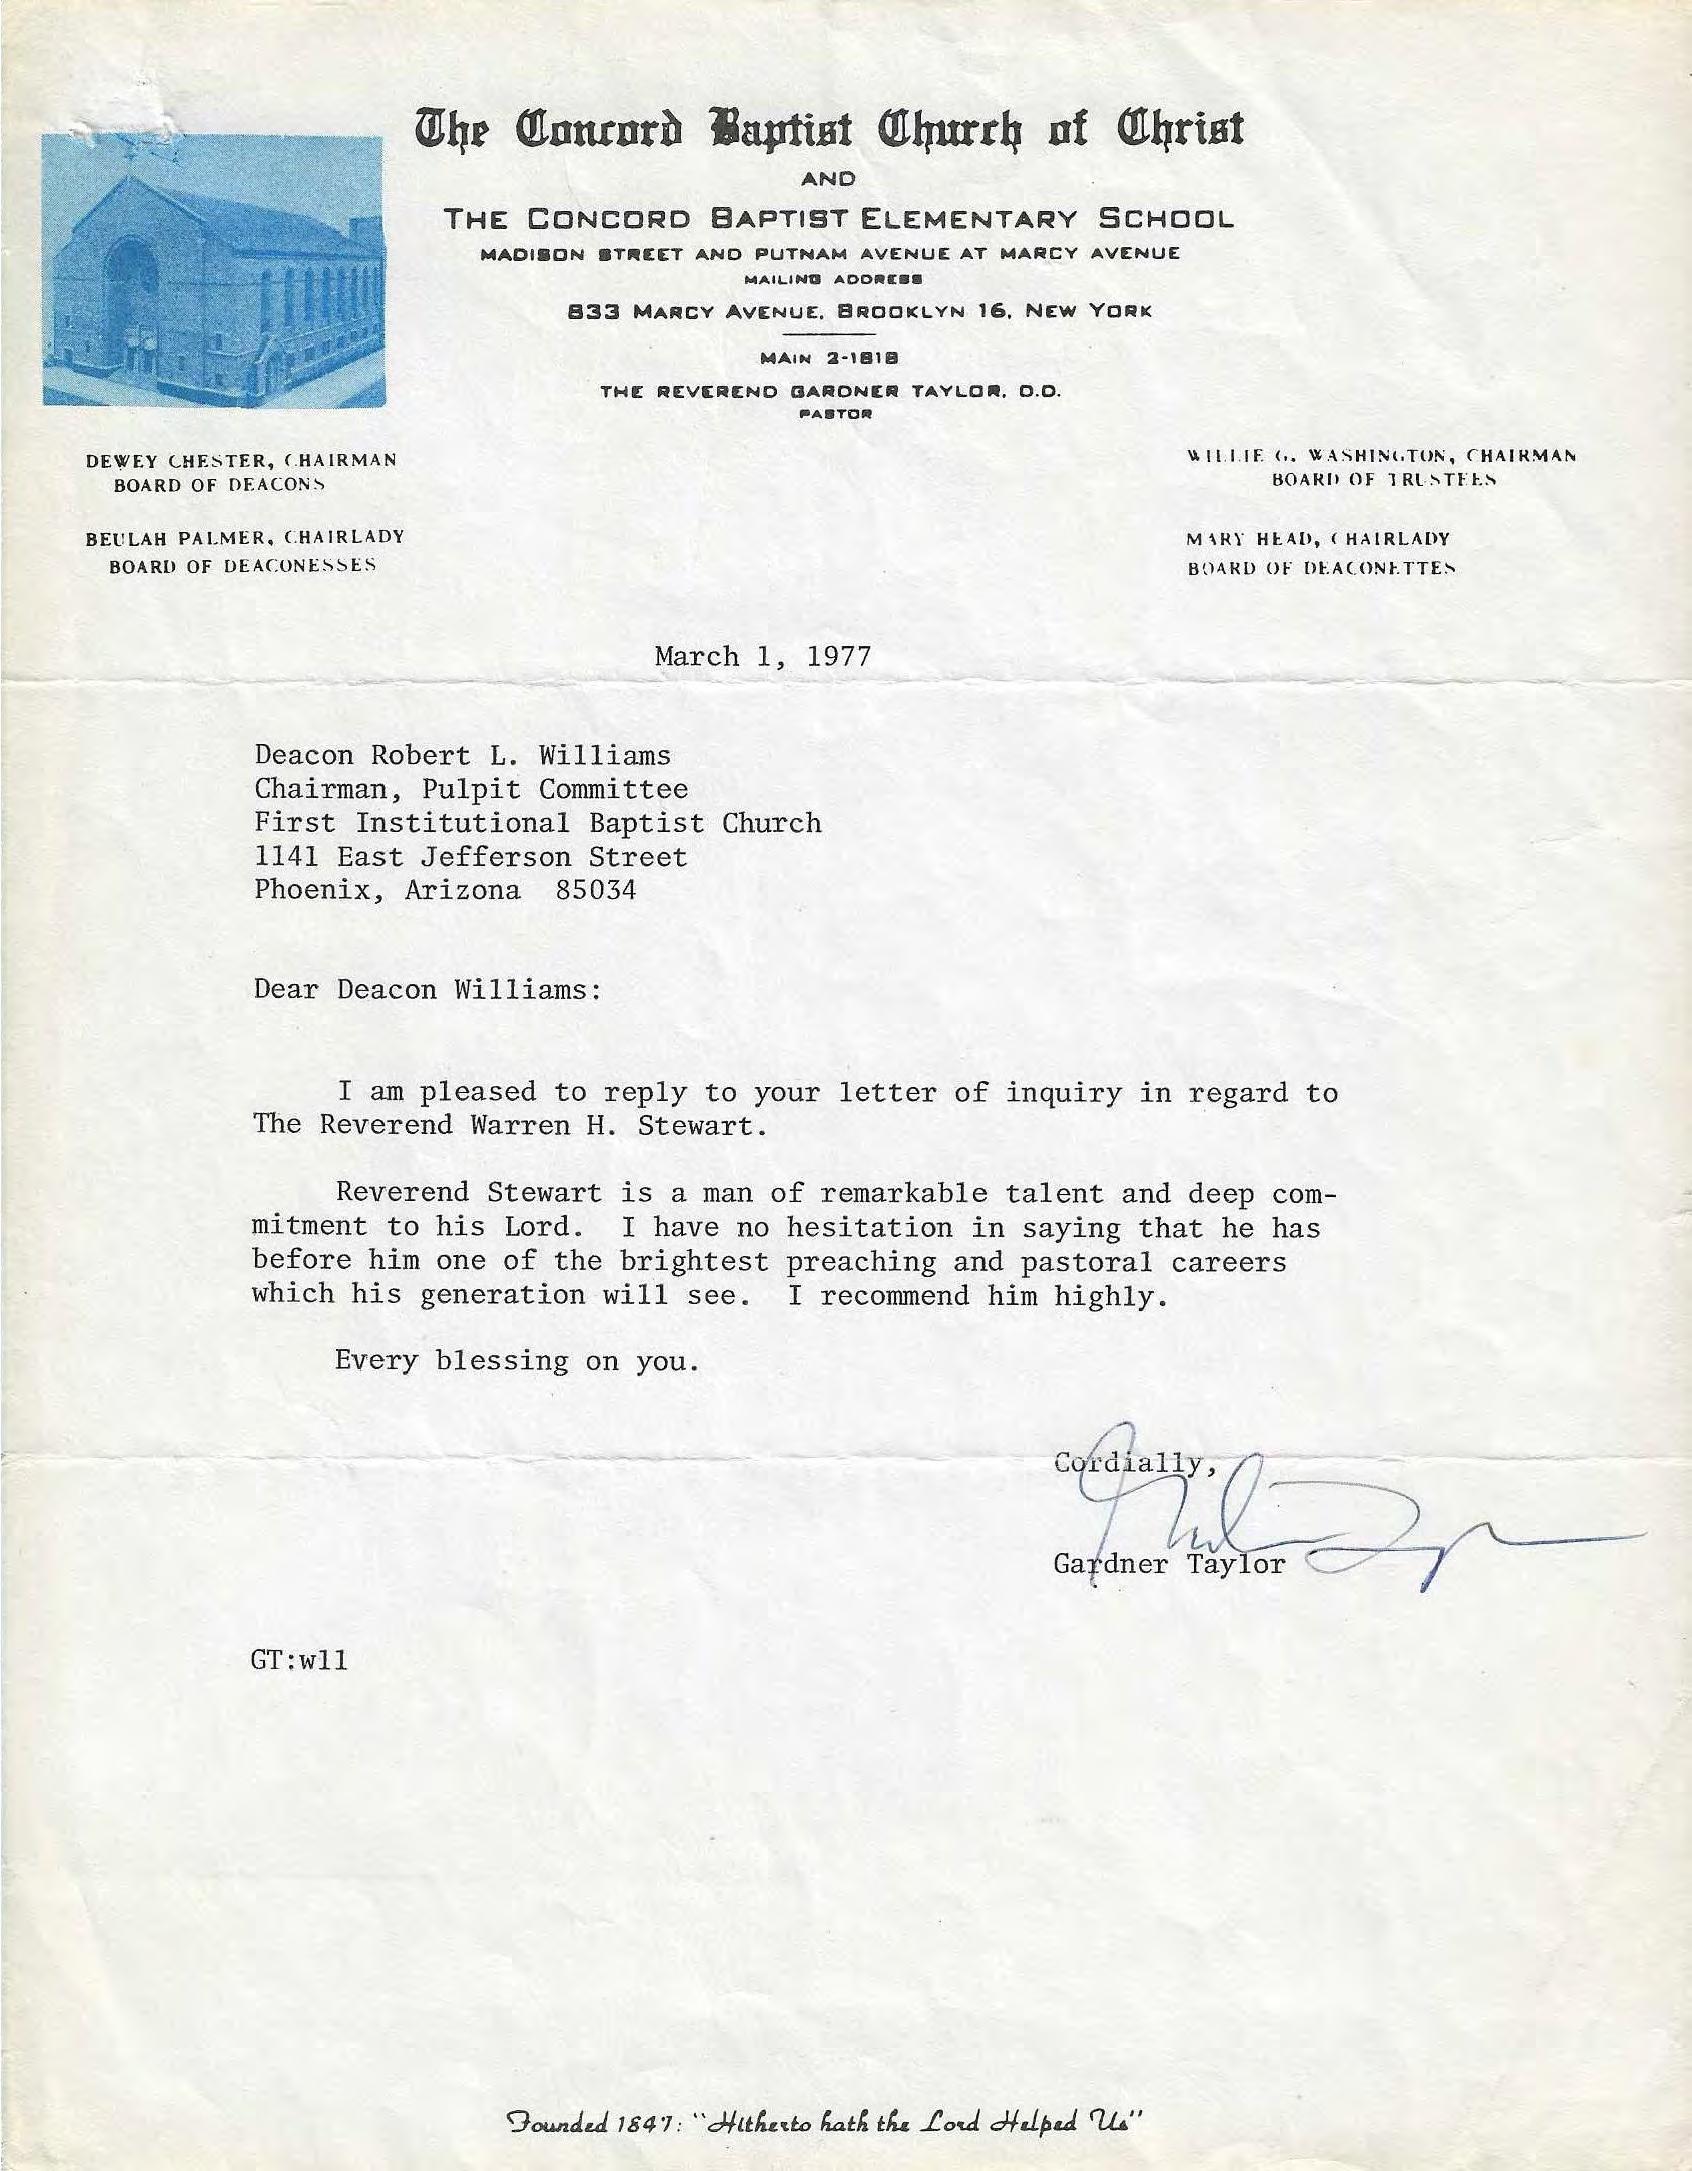 The Concord Baptist Church of Christ
AND
THE CONCORD BAPTIST ELEMENTARY SCHOOL
MADISON STREET AND PUTNAM AVENUE AT MARCY AVENUE
MAILING ADDRESS
833 MARCY AVENUE, BROOKLYN 16, NEW YORK
MAIN 2-1818
THE REVEREND GARDNER TAYLOR, D.D.
PASTOR
DEWEY CHESTER, CHAIRMAN
BOARD OF DEACONS
BEULAH PALMER, CHAIRLADY
BOARD OF DEACONESSES
WILLIE G. WASHINGTON, CHAIRMAN
BOARD OF TRUSTEES
MARY HEAD, CHAIRLADY
BOARD OF DEACONETTES
March 1, 1977
Deacon Robert L. Williams
Chairman, Pulpit Committee
First Institutional Baptist Church
1141 East Jefferson Street
Phoenix, Arizona  85034
Dear Deacon Williams:
I am pleased to reply to your letter of inquiry in regard to
The Reverend Warren H. Stewart.
Reverend Stewart is a man of remarkable talent and deep com-
mitment to his Lord.  I have no hesitation in saying that he has
before him one of the brightest preaching and pastoral careers
which his generation will see.  I recommend him highly.
Every blessing on you.
Cordially,
Gardner Taylor
GT:wll
Founded 1847: "Hitherto hath the Lord Helped Us"